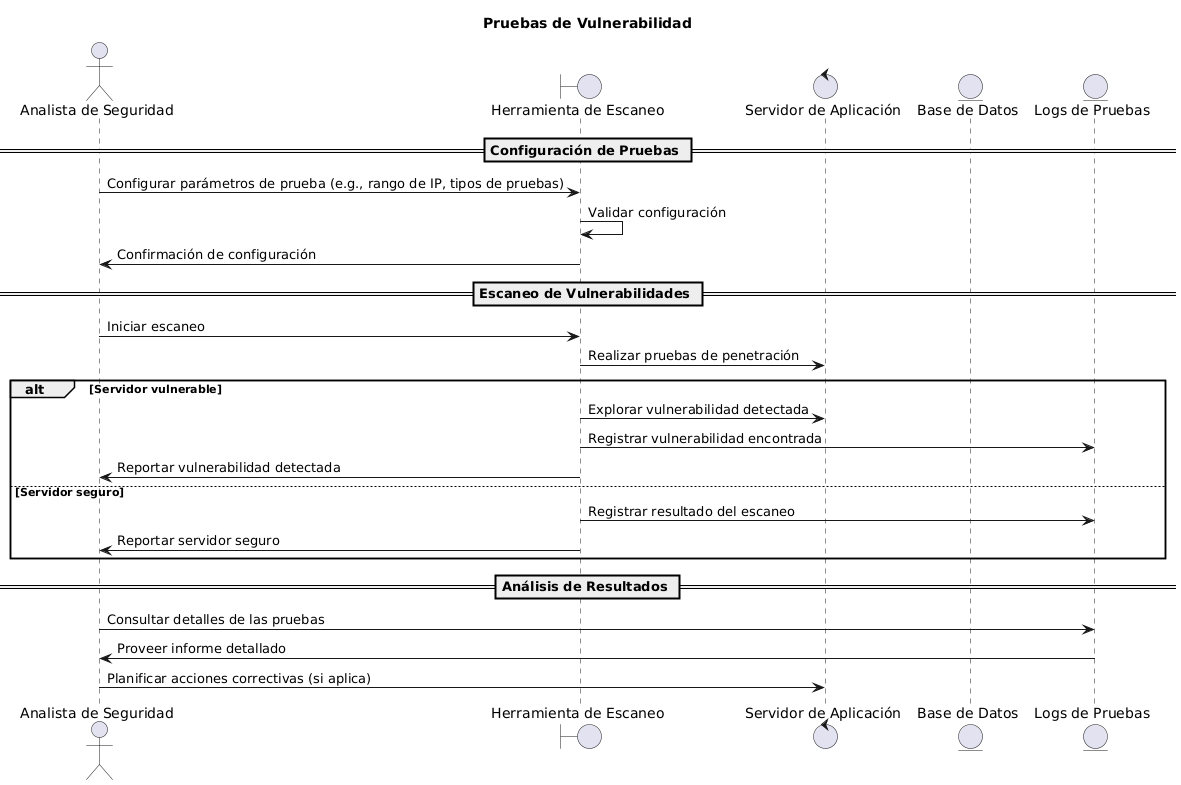 Pruebas de Vulnerabilidad
Analista de Seguridad
Herramienta de Escaneo
Servidor de Aplicación
Base de Datos
Logs de Pruebas
Configuración de Pruebas
Configurar parámetros de prueba (e.g., rango de IP, tipos de pruebas)
Validar configuración
Confirmación de configuración
Escaneo de Vulnerabilidades
Iniciar escaneo
Realizar pruebas de penetración
alt
[Servidor vulnerable]
Explorar vulnerabilidad detectada
Registrar vulnerabilidad encontrada
Reportar vulnerabilidad detectada
[Servidor seguro]
Registrar resultado del escaneo
Reportar servidor seguro
Análisis de Resultados
Consultar detalles de las pruebas
Proveer informe detallado
Planificar acciones correctivas (si aplica)
Analista de Seguridad
Herramienta de Escaneo
Servidor de Aplicación
Base de Datos
Logs de Pruebas